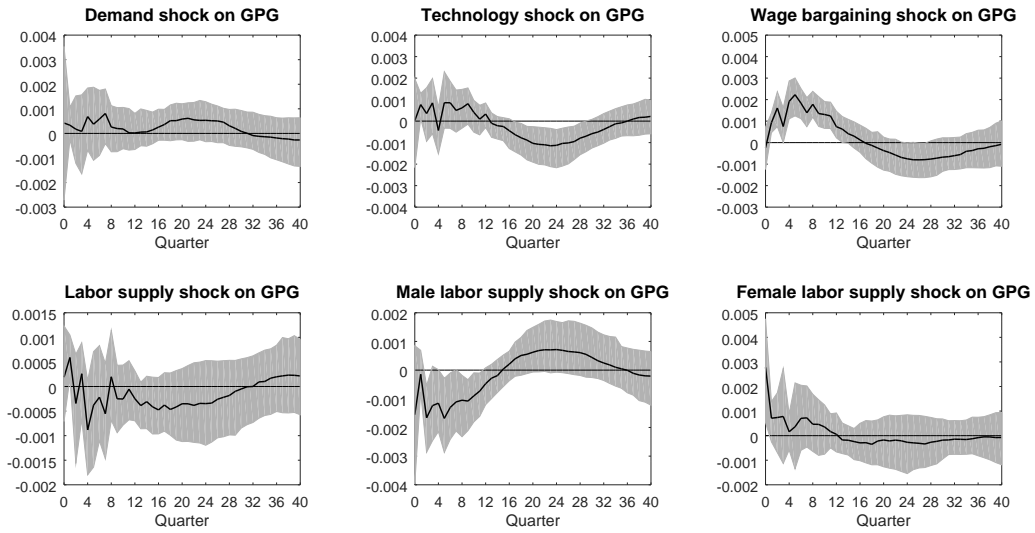 Demand shock on GPG
0.004
0.003
0.002
0.001
0
-0.001
-0.002
-0.003
0 4 8 12 16 20 24 28 32 36 40
Quarter
Technology shock on GPG
0.004
0.003
0.002
0.001
0
-0.001
-0.002
-0.003
-0.004
0 4 8 12 16 20 24 28 32 36 40
Quarter
Wage bargaining shock on GPG
0.005
0.004
0.003
0.002
0.001
0
-0.001
-0.002
-0.003
0 4 8 12 16 20 24 28 32 36 40
Quarter
Labor supply shock on GPG
0.0015
0.001
0.0005
0
-0.0005
-0.001
-0.0015
-0.002
0 4 8 12 16 20 24 28 32 36 40
Quarter
Male labor supply shock on GPG
0.002
0.001
0
-0.001
-0.002
-0.003
-0.004
0 4 8 12 16 20 24 28 32 36 40
Quarter
Female labor supply shock on GPG
0.005
0.004
0.003
0.002
0.001
0
-0.001
-0.002
0 4 8 12 16 20 24 28 32 36 40
Quarter